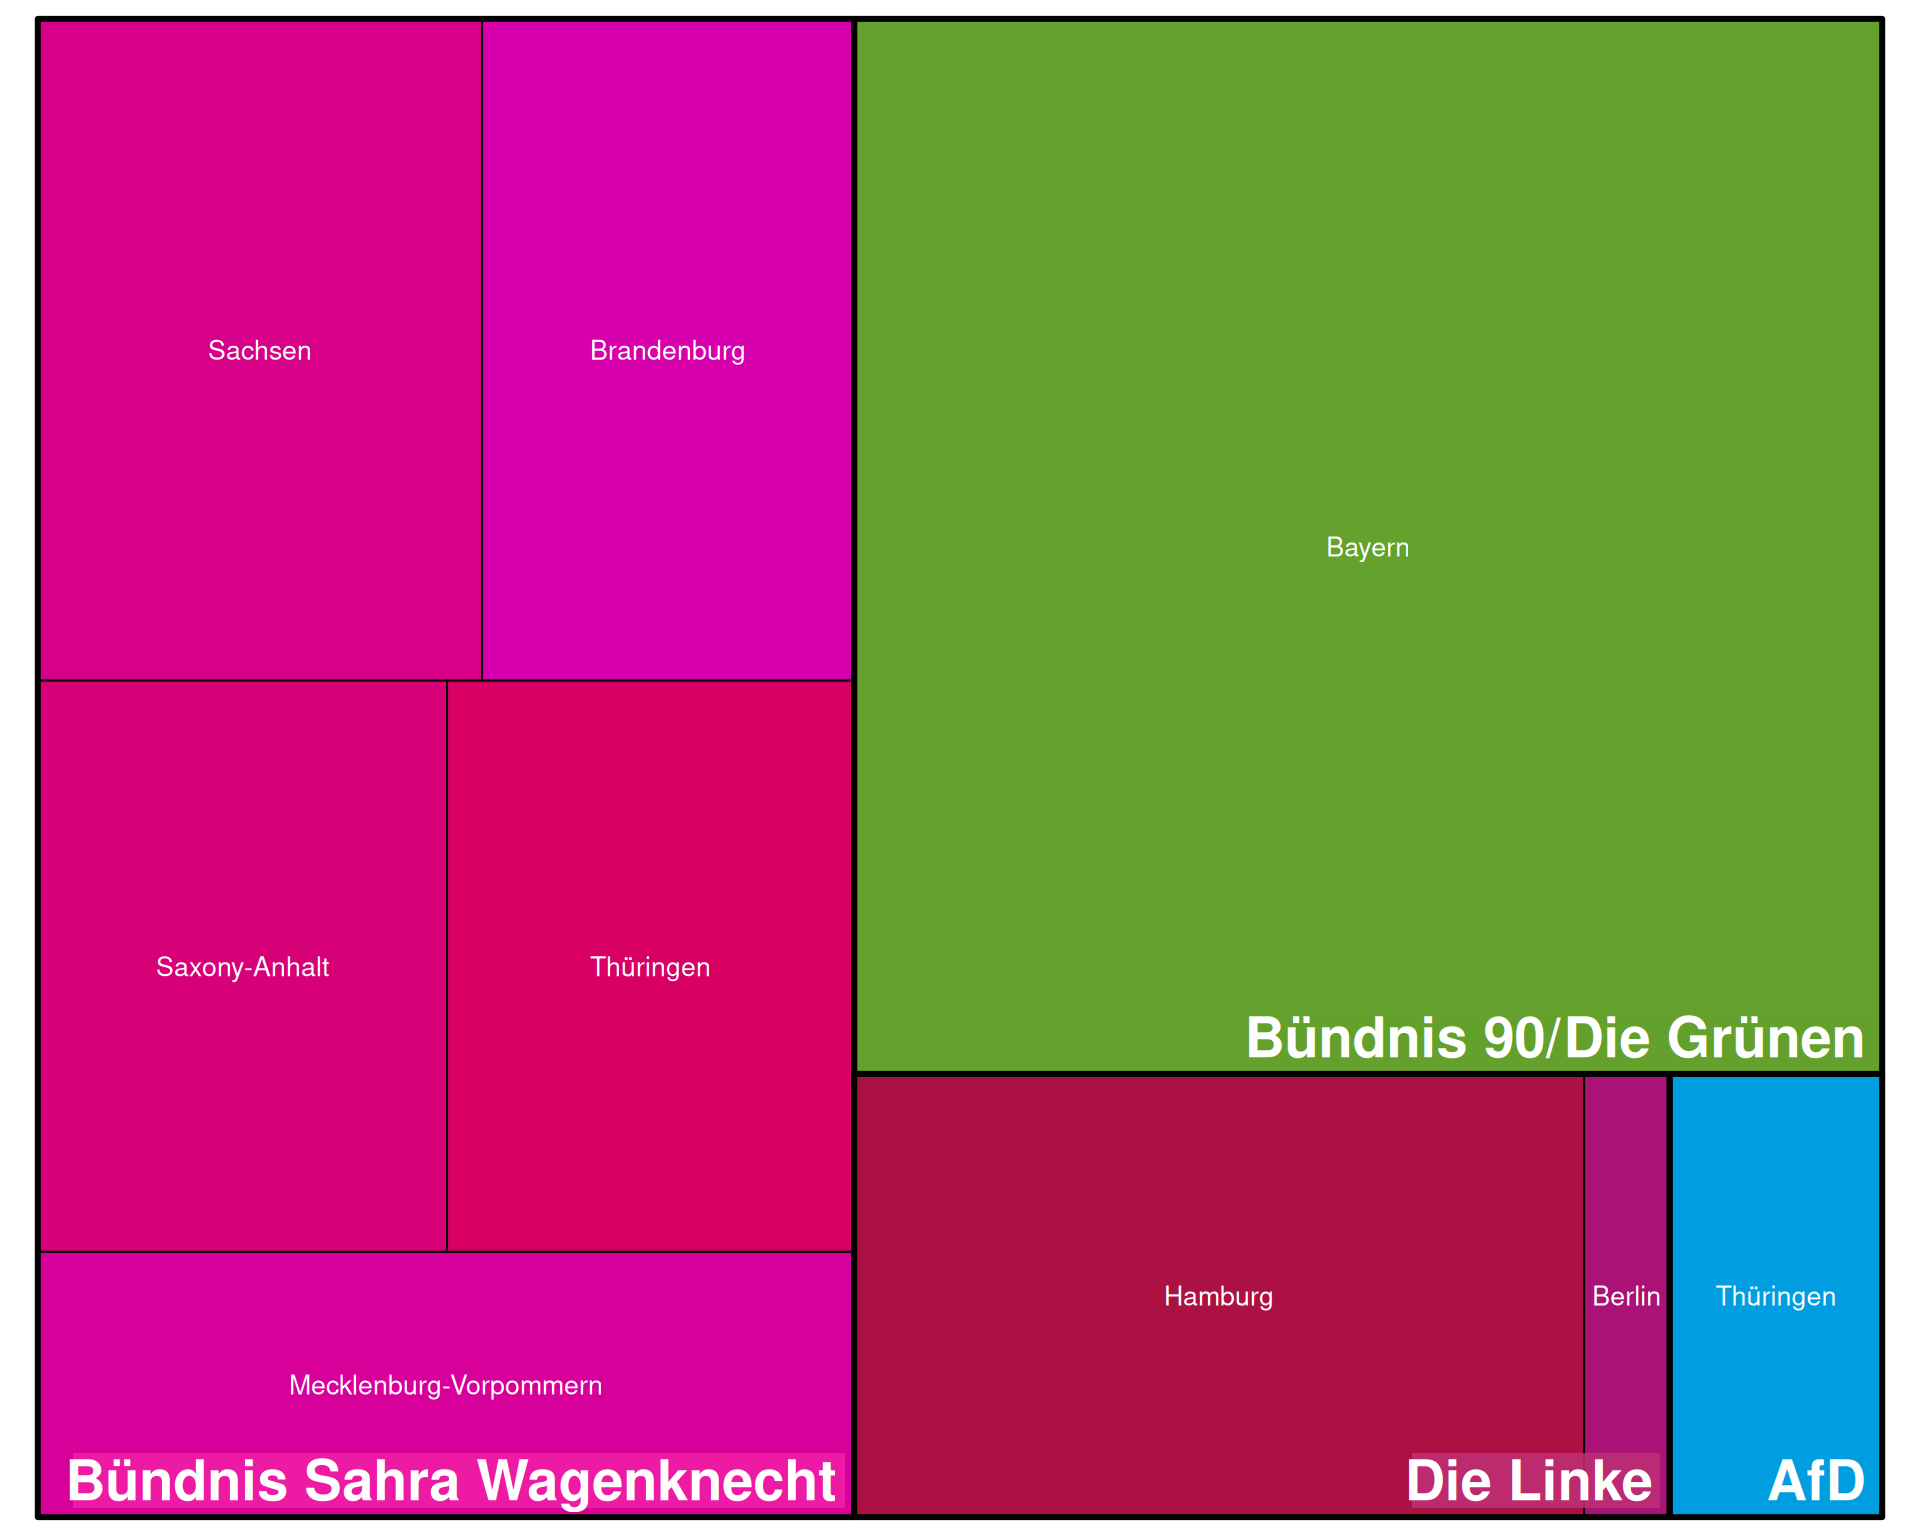 Sachsen
Brandenburg
Saxony-Anhalt
Thüringen
Mecklenburg-Vorpommern
Bündnis Sahra Wagenknecht
Bayern
Bündnis 90/Die Grünen
Hamburg
Berlin
Die Linke
Thüringen
AfD